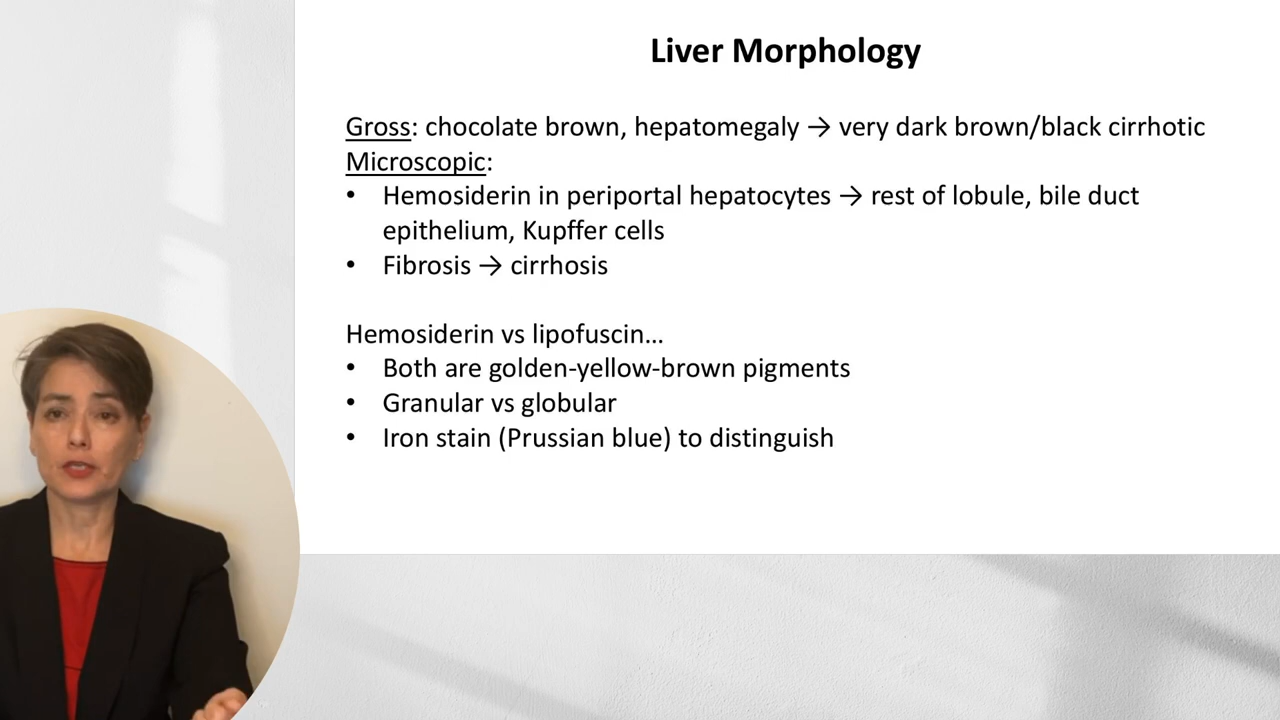 Liver Morphology
Gross: chocolate brown, hepatomegaly → very dark brown/black cirrhotic
Microscopic:
• Hemosiderin in periportal hepatocytes → rest of lobule, bile duct
epithelium, Kupffer cells
• Fibrosis → cirrhosis
Hemosiderin vs lipofuscin…
• Both are golden-yellow-brown pigments
• Granular vs globular
• Iron stain (Prussian blue) to distinguish